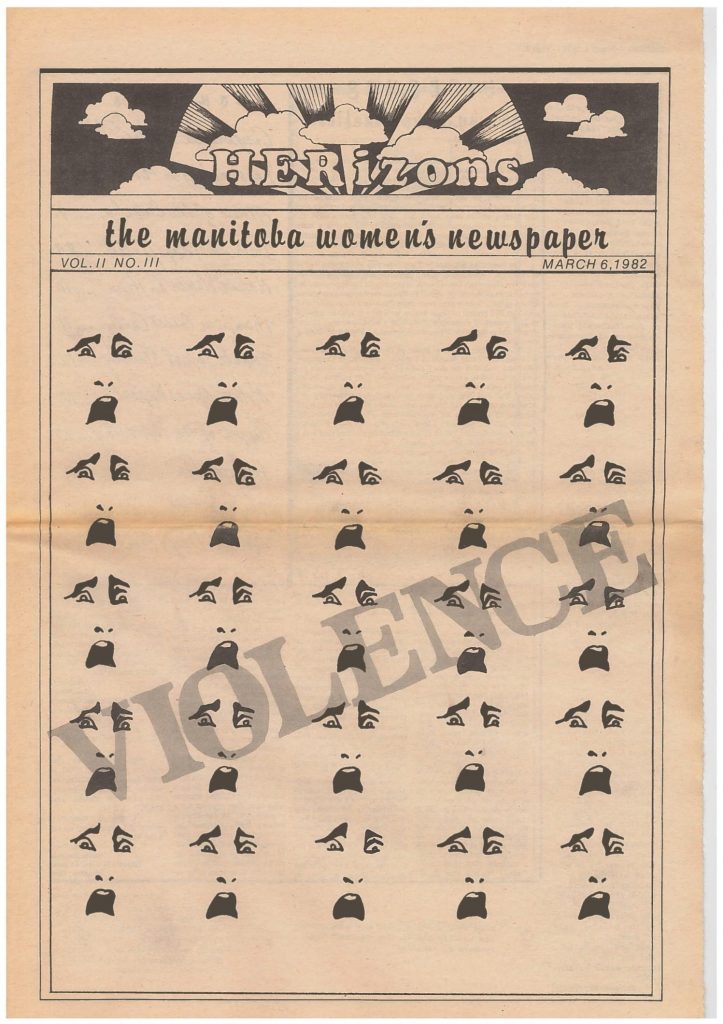 HERizons
the manitoba women's newspaper
VOL. II NO. III
MARCH 6, 1982
VIOLENCE